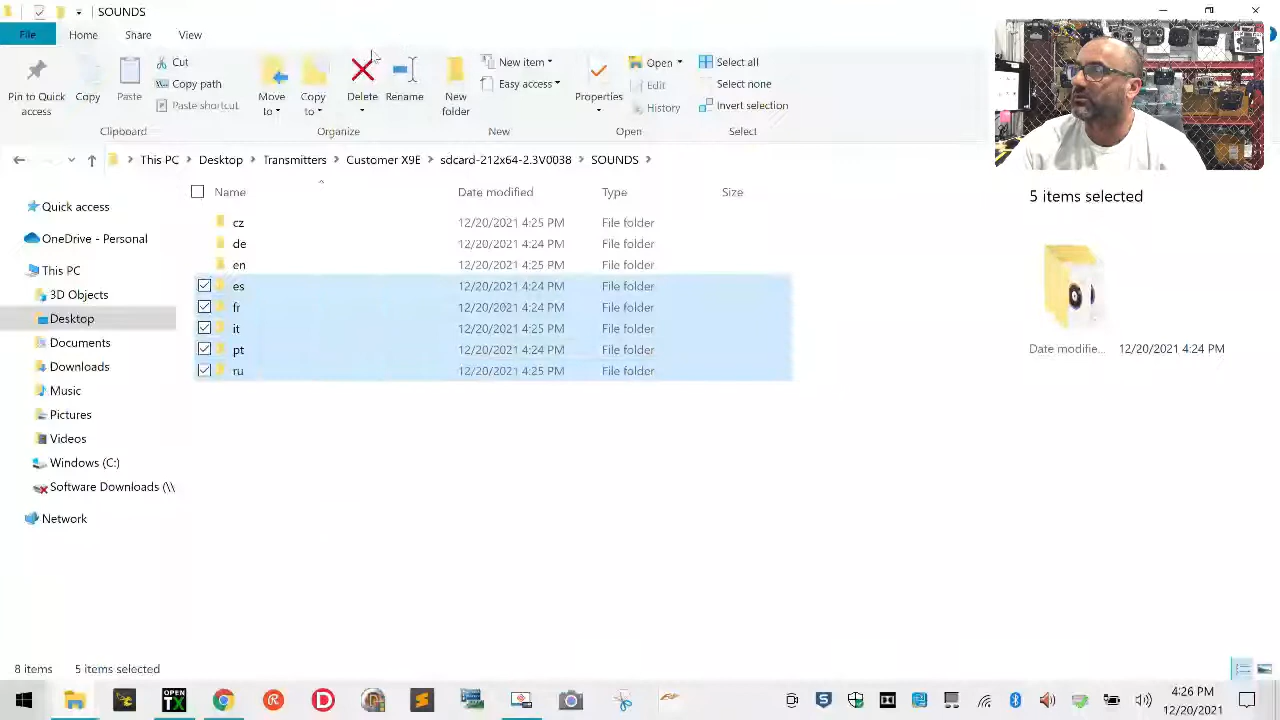 SOUNDS
File Home Share View
Pin to Quick access
Copy
Paste
Cut
Copy path
Paste shortcut
Clipboard
Move to
Copy to
Delete
Rename
Organize
New folder
New item
Easy access
New
Properties
Open
Edit
History
Open
Select all
Select none
Invert selection
Select
This PC > Desktop > Transmitters > Customer X9E > sdcard-212x64-2.3V0038 > SOUNDS >
Name Date modified Type Size
cz 12/20/2021 4:25 PM File folder
de 12/20/2021 4:24 PM File folder
en 12/20/2021 4:25 PM File folder
es 12/20/2021 4:24 PM File folder
fr 12/20/2021 4:24 PM File folder
it 12/20/2021 4:25 PM File folder
pt 12/20/2021 4:24 PM File folder
ru 12/20/2021 4:25 PM File folder
Quick access
OneDrive - Personal
This PC
3D Objects
Desktop
Documents
Downloads
Music
Pictures
Videos
Windows (C:)
Software Downloads (\\
Network
5 items selected
Date modifie... 12/20/2021 4:24 PM
8 items 5 items selected
OPEN
TX
4:26 PM
12/20/2021